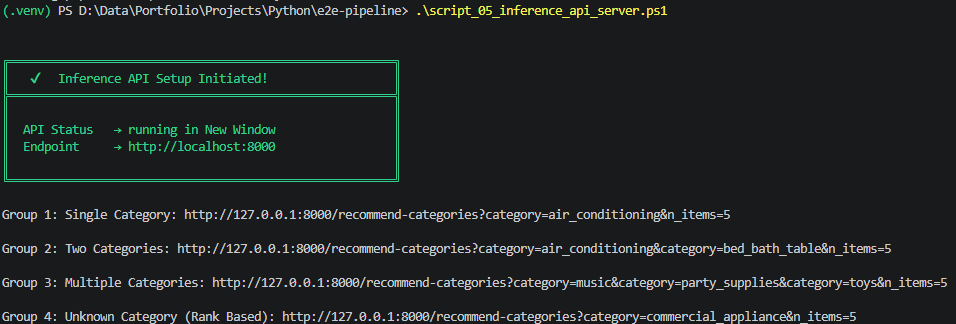 (.venv) PS D:\Data\Portfolio\Projects\Python\e2e-pipeline> .\script_05_inference_api_server.ps1
✓ Inference API Setup Initiated!
API Status → running in New Window
Endpoint → http://localhost:8000
Group 1: Single Category: http://127.0.0.1:8000/recommend-categories?category=air_conditioning&n_items=5
Group 2: Two Categories: http://127.0.0.1:8000/recommend-categories?category=air_conditioning&category=bed_bath_table&n_items=5
Group 3: Multiple Categories: http://127.0.0.1:8000/recommend-categories?category=music&category=party_supplies&category=toys&n_items=5
Group 4: Unknown Category (Rank Based): http://127.0.0.1:8000/recommend-categories?category=commercial_appliance&n_items=5